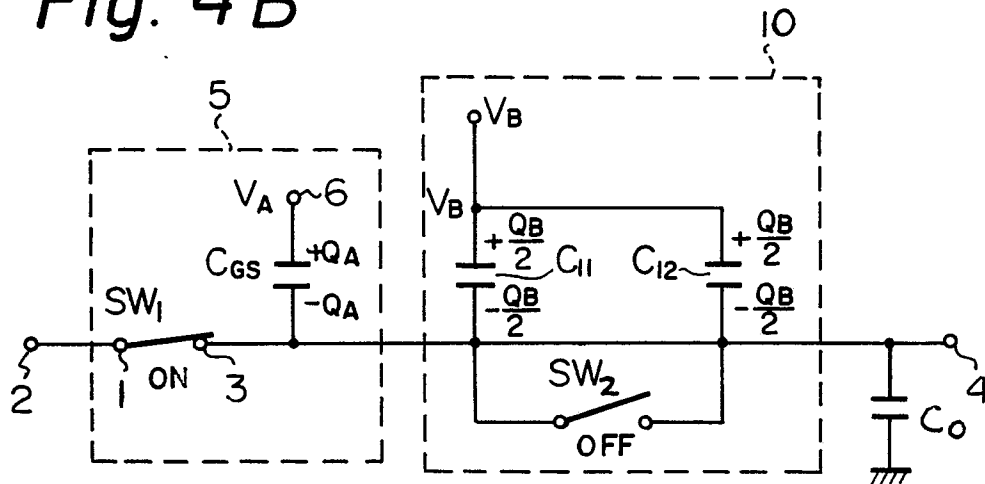 Fig. 4B
10
5
VB
VA 6
VB
CGS +QA
-QA
+QB/2 C11
-QB/2
C12 +QB/2
-QB/2
SW1
2 1 ON 3
SW2
OFF
4
CO